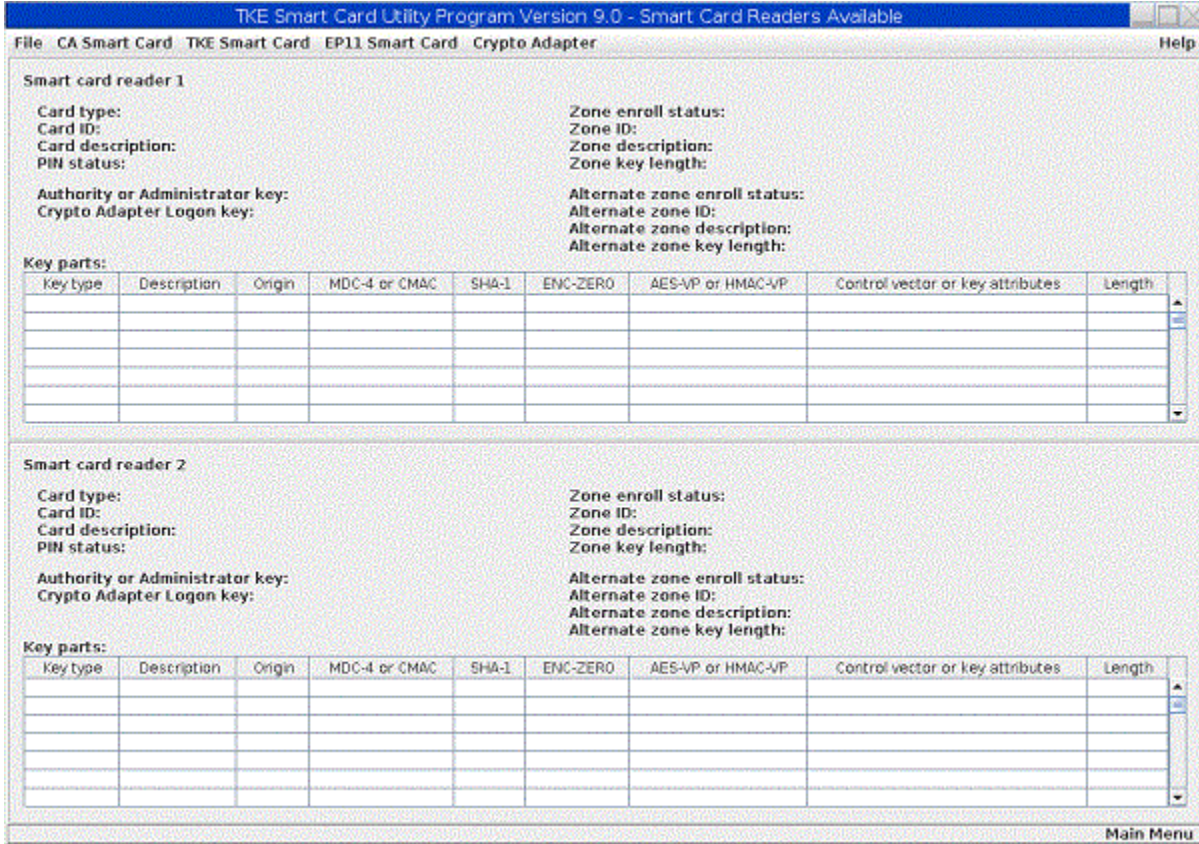 TKE Smart Card Utility Program Version 9.0 - Smart Card Readers Available
File CA Smart Card TKE Smart Card EP11 Smart Card Crypto Adapter Help
Smart card reader 1
Card type: Zone enroll status:
Card ID: Zone ID:
Card description: Zone description:
PIN status: Zone key length:
Authority or Administrator key: Alternate zone enroll status:
Crypto Adapter Logon key: Alternate zone ID:
Alternate zone description:
Alternate zone key length:
Key parts:
Key type Description Origin MDC-4 or CMAC SHA-1 ENC-ZERO AES-VP or HMAC-VP Control vector or key attributes Length
Smart card reader 2
Card type: Zone enroll status:
Card ID: Zone ID:
Card description: Zone description:
PIN status: Zone key length:
Authority or Administrator key: Alternate zone enroll status:
Crypto Adapter Logon key: Alternate zone ID:
Alternate zone description:
Alternate zone key length:
Key parts:
Key type Description Origin MDC-4 or CMAC SHA-1 ENC-ZERO AES-VP or HMAC-VP Control vector or key attributes Length
Main Menu